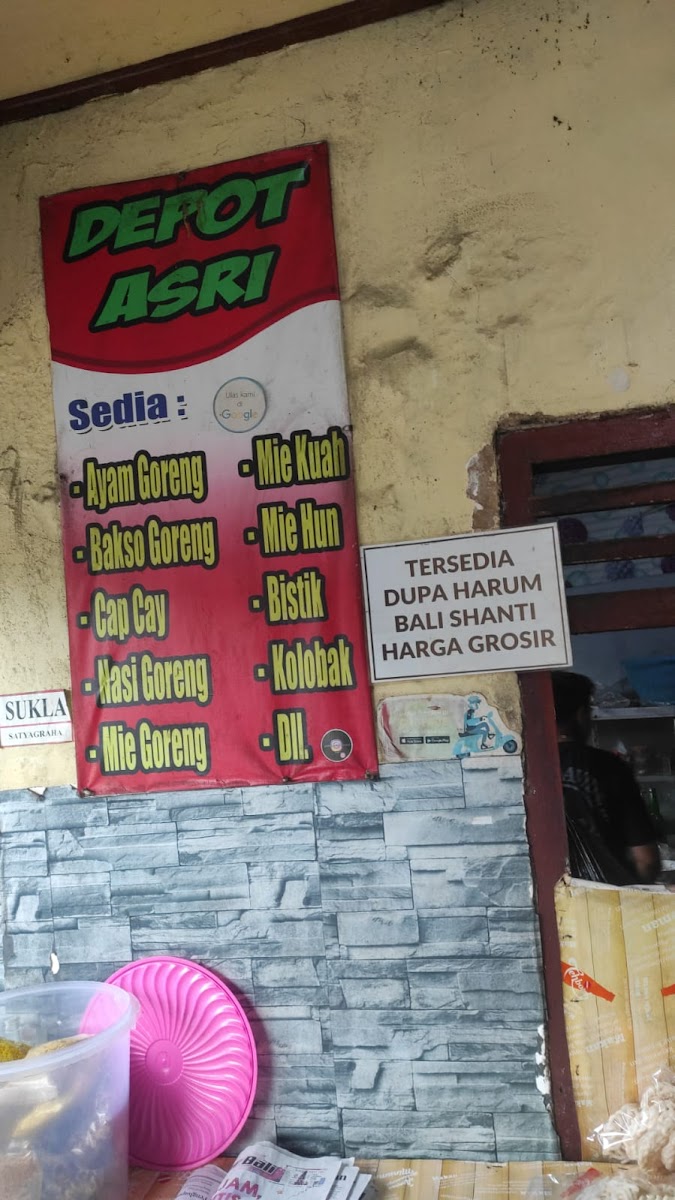 DEPOT
ASRI
Sedia :
Ulas kami
di
Google
· Ayam Goreng
· Bakso Goreng
· Cap Cay
· Nasi Goreng
· Mie Goreng
· Mie Kuah
· Mie Hun
· Bistik
· Kolobak
· Dll.
TERSEDIA
DUPA HARUM
BALI SHANTI
HARGA GROSIR
SUKLA
SATYAGRAHA
Bali